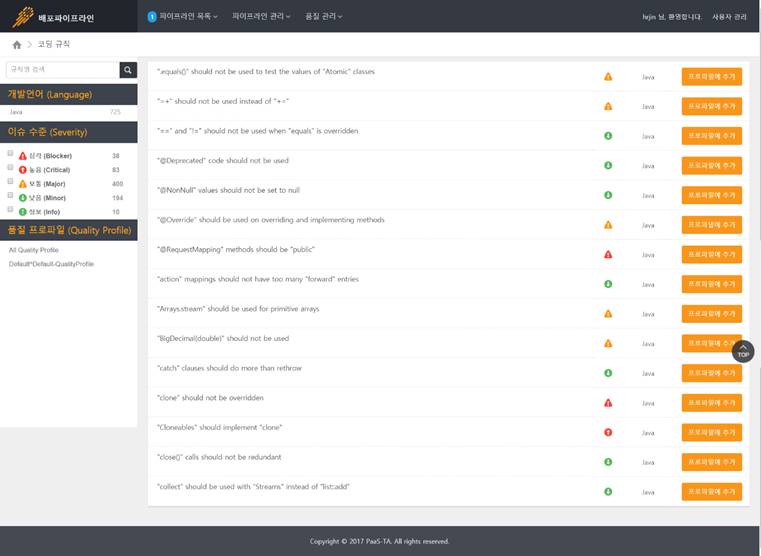 배포파이프라인
1 파이프라인 목록 파이프라인 관리 품질 관리
hrjin 님, 환영합니다. 사용자 관리
코딩 규칙
규칙명 검색
개발언어 (Language)
Java 725
이슈 수준 (Severity)
심각 (Blocker) 38
높음 (Critical) 83
보통 (Major) 400
낮음 (Minor) 194
정보 (Info) 10
품질 프로파일 (Quality Profile)
All Quality Profile
Default*Default-QualityProfile
".equals()" should not be used to test the values of "Atomic" classes Java 프로파일에 추가
"=+" should not be used instead of "+=" Java 프로파일에 추가
"==" and "!=" should not be used when "equals" is overridden Java 프로파일에 추가
"@Deprecated" code should not be used Java 프로파일에 추가
"@NonNull" values should not be set to null Java 프로파일에 추가
"@Override" should be used on overriding and implementing methods Java 프로파일에 추가
"@RequestMapping" methods should be "public" Java 프로파일에 추가
"action" mappings should not have too many "forward" entries Java 프로파일에 추가
"Arrays.stream" should be used for primitive arrays Java 프로파일에 추가
"BigDecimal(double)" should not be used Java 프로파일에 추가
TOP
"catch" clauses should do more than rethrow Java 프로파일에 추가
"clone" should not be overridden Java 프로파일에 추가
"Cloneables" should implement "clone" Java 프로파일에 추가
"close()" calls should not be redundant Java 프로파일에 추가
"collect" should be used with "Streams" instead of "list::add" Java 프로파일에 추가
Copyright © 2017 PaaS-TA. All rights reserved.